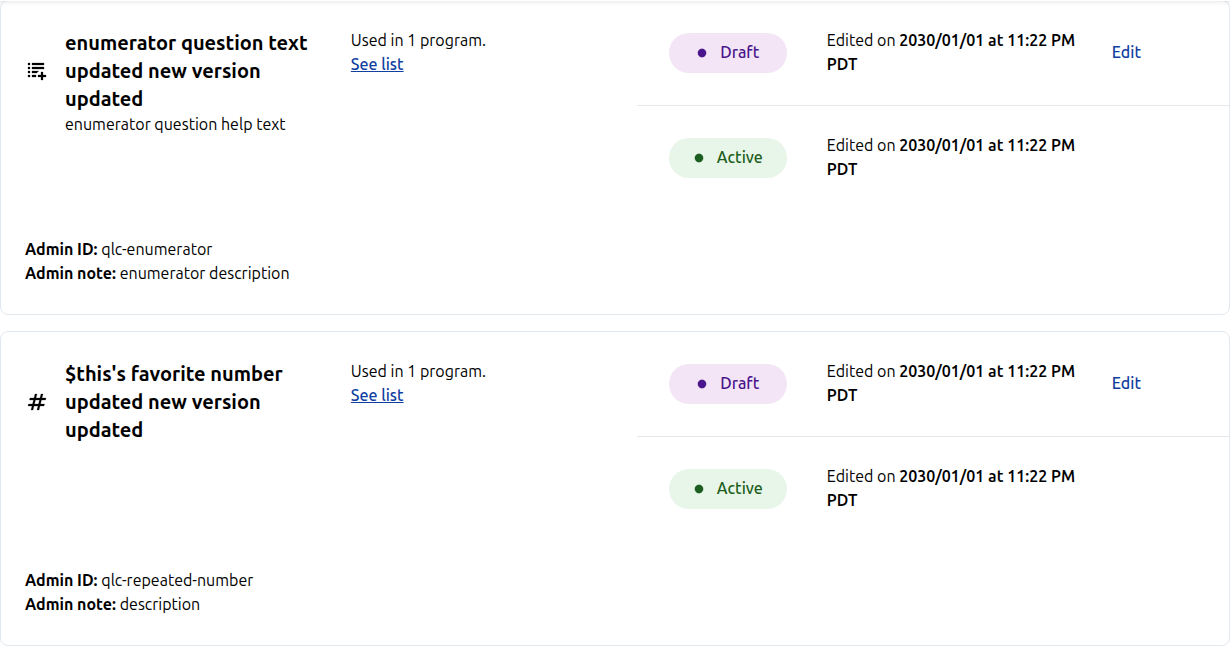 enumerator question text
updated new version
updated
enumerator question help text
Used in 1 program.
See list
Draft
Edited on 2030/01/01 at 11:22 PM
PDT
Edit
Active
Edited on 2030/01/01 at 11:22 PM
PDT
Admin ID: qlc-enumerator
Admin note: enumerator description
$this's favorite number
updated new version
updated
Used in 1 program.
See list
Draft
Edited on 2030/01/01 at 11:22 PM
PDT
Edit
Active
Edited on 2030/01/01 at 11:22 PM
PDT
Admin ID: qlc-repeated-number
Admin note: description